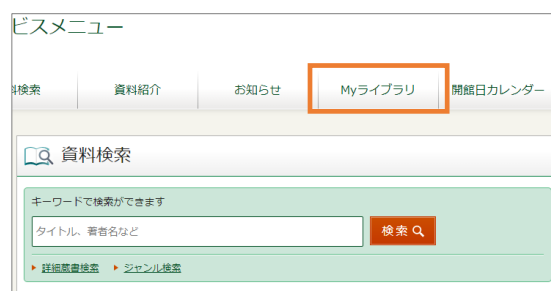 ビスメニュー
検索 資料紹介 お知らせ Myライブラリ 開館日カレンダー
資料検索
キーワードで検索ができます
タイトル、著者名など 検索
詳細蔵書検索 ジャンル検索